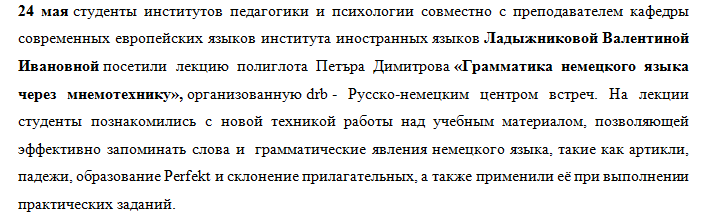 24 мая студенты институтов педагогики и психологии совместно с преподавателем кафедры
современных европейских языков института иностранных языков Ладыжниковой Валентиной
Ивановной посетили лекцию полиглота Петъра Димитрова «Грамматика немецкого языка
через мнемотехнику», организованную drb - Русско-немецким центром встреч. На лекции
студенты познакомились с новой техникой работы над учебным материалом, позволяющей
эффективно запоминать слова и грамматические явления немецкого языка, такие как артикли,
падежи, образование Perfekt и склонение прилагательных, а также применили её при выполнении
практических заданий.